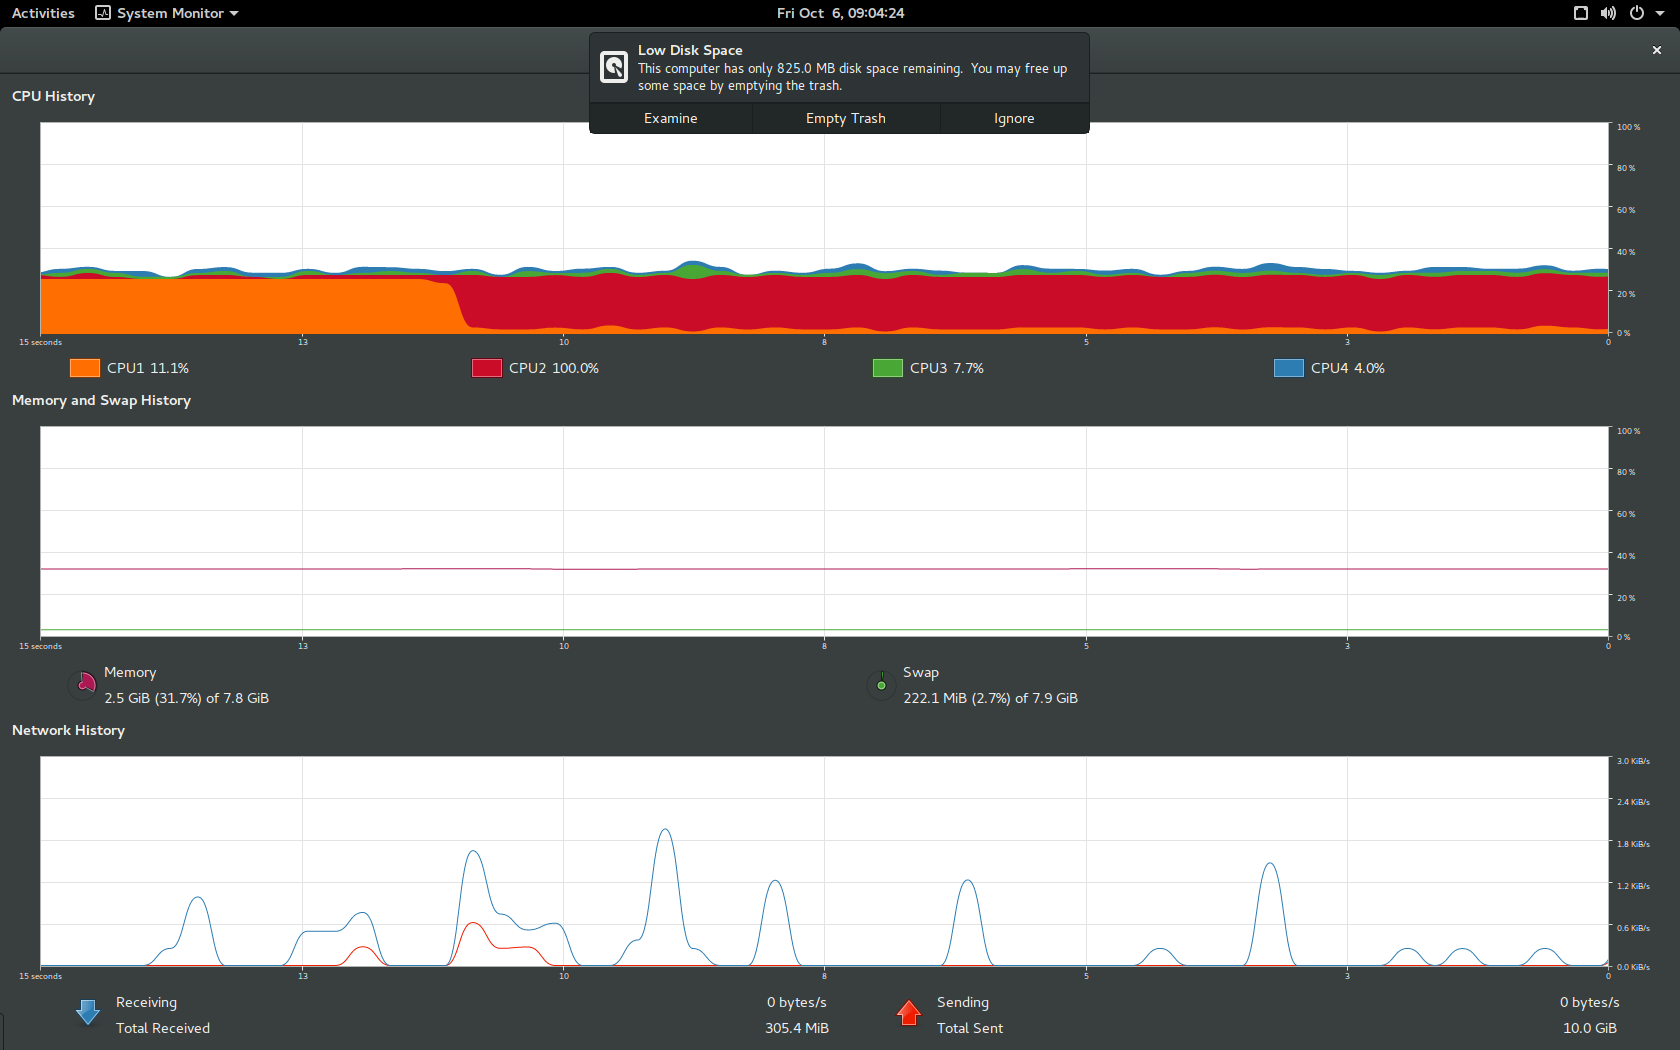 Activities System Monitor Fri Oct 6, 09:04:24
Low Disk Space
This computer has only 825.0 MB disk space remaining. You may free up
some space by emptying the trash.
Examine Empty Trash Ignore
CPU History
100 %
80 %
60 %
40 %
20 %
0 %
15 seconds 13 10 8 5 3 0
CPU1 11.1% CPU2 100.0% CPU3 7.7% CPU4 4.0%
Memory and Swap History
100 %
80 %
60 %
40 %
20 %
0 %
15 seconds 13 10 8 5 3 0
Memory Swap
2.5 GiB (31.7%) of 7.8 GiB 222.1 MiB (2.7%) of 7.9 GiB
Network History
3.0 KiB/s
2.4 KiB/s
1.8 KiB/s
1.2 KiB/s
0.6 KiB/s
0.0 KiB/s
15 seconds 13 10 8 5 3 0
Receiving 0 bytes/s Sending 0 bytes/s
Total Received 305.4 MiB Total Sent 10.0 GiB